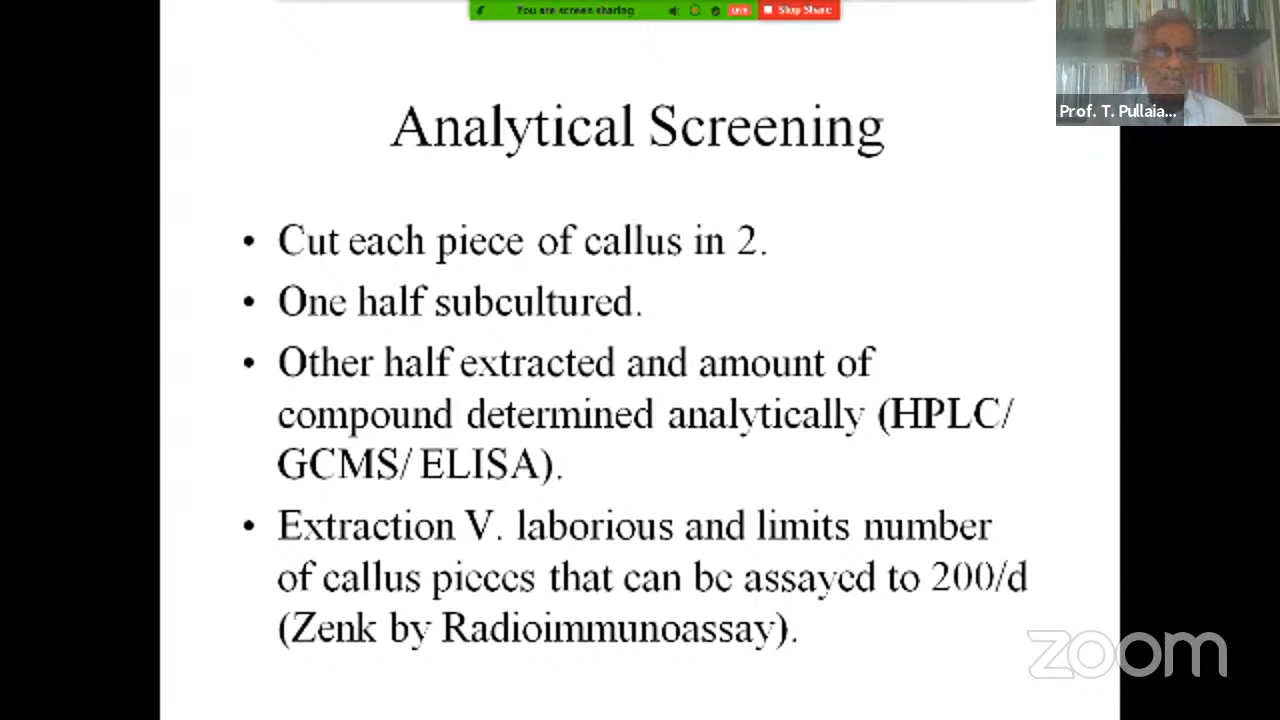 You are screen sharing
LIVE
Stop Share
Prof. T. Pullaia...
Analytical Screening
• Cut each piece of callus in 2.
• One half subcultured.
• Other half extracted and amount of
compound determined analytically (HPLC/
GCMS/ ELISA).
• Extraction V. laborious and limits number
of callus pieces that can be assayed to 200/d
(Zenk by Radioimmunoassay).
zoom